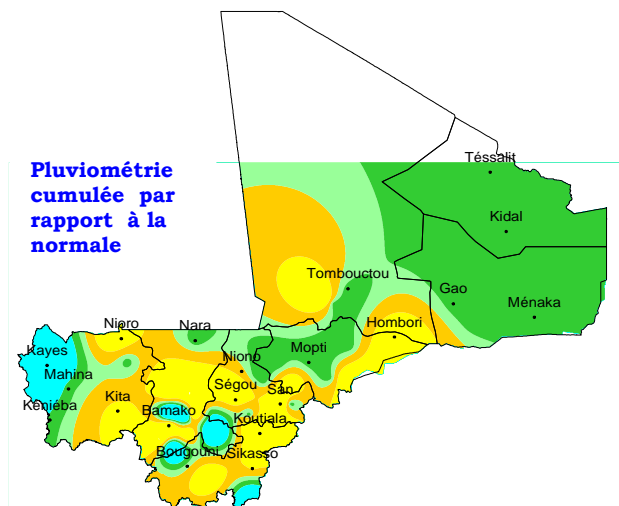 Pluviométrie
cumulée par
rapport à la
normale
Téssalit
Kidal
Tombouctou
Gao
Ménaka
Hombori
Nioro
Nara
Kayes
Niono
Mopti
Mahina
Ségou
San
Kéniéba
Kita
Bamako
Koutiala
Bougouni
Sikasso